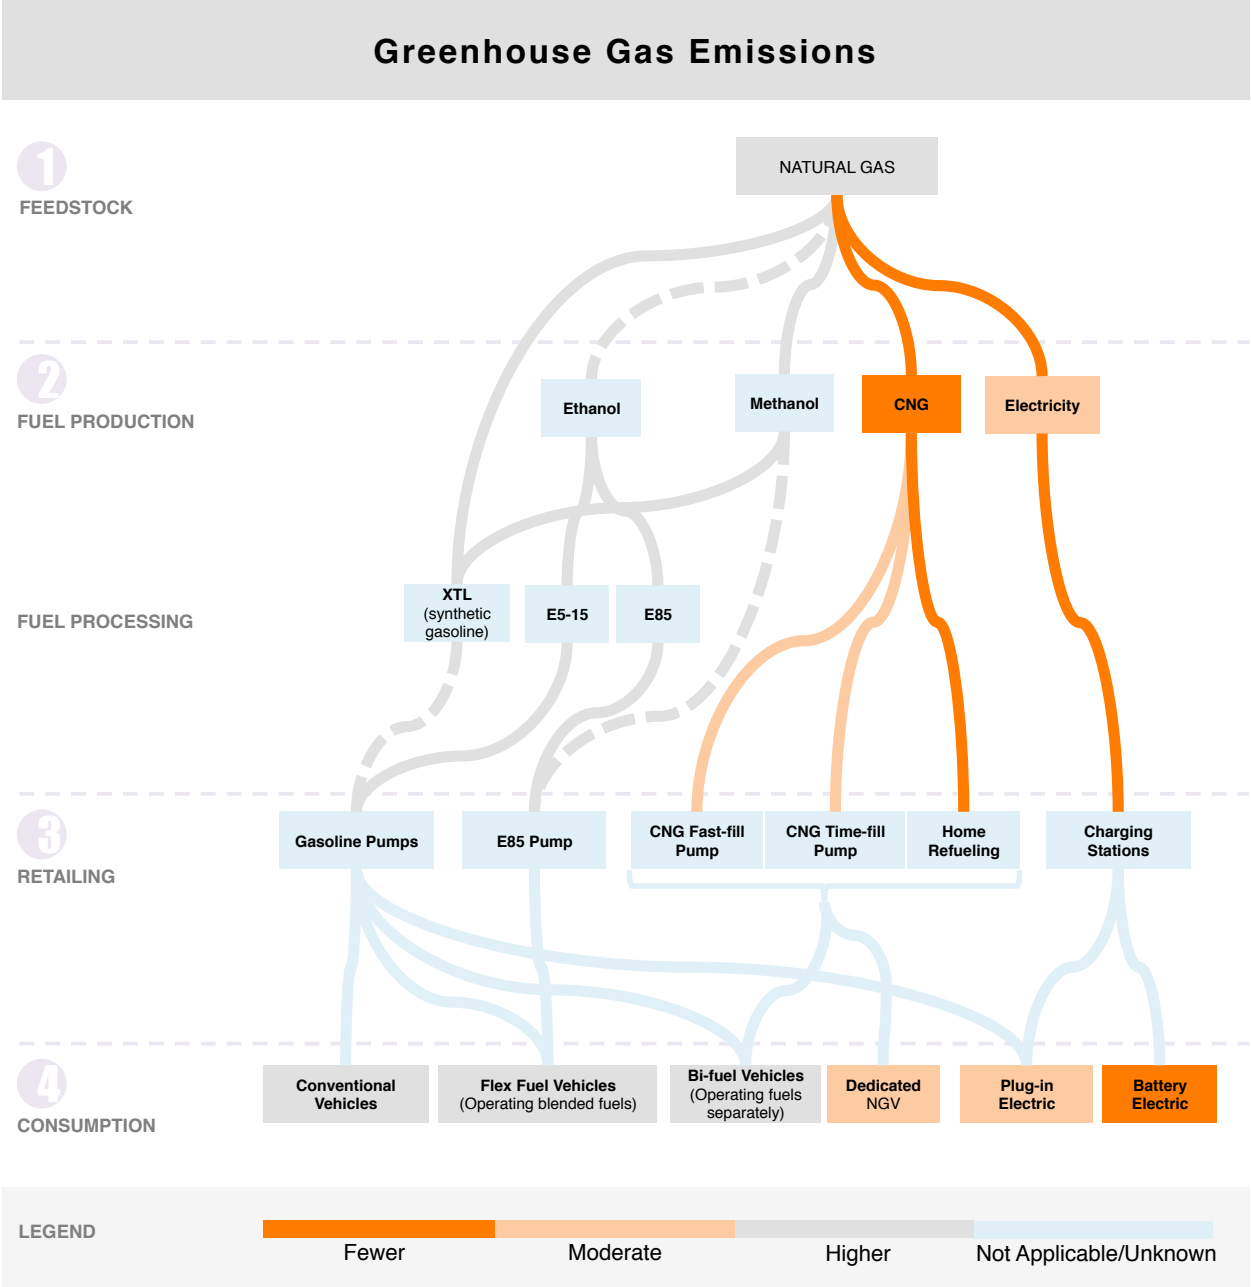 Greenhouse Gas Emissions
1
FEEDSTOCK
NATURAL GAS
2
FUEL PRODUCTION
Ethanol
Methanol
CNG
Electricity
FUEL PROCESSING
XTL
(synthetic
gasoline)
E5-15
E85
3
RETAILING
Gasoline Pumps
E85 Pump
CNG Fast-fill
Pump
CNG Time-fill
Pump
Home
Refueling
Charging
Stations
4
CONSUMPTION
Conventional
Vehicles
Flex Fuel Vehicles
(Operating blended fuels)
Bi-fuel Vehicles
(Operating fuels
separately)
Dedicated
NGV
Plug-in
Electric
Battery
Electric
LEGEND
Fewer
Moderate
Higher
Not Applicable/Unknown